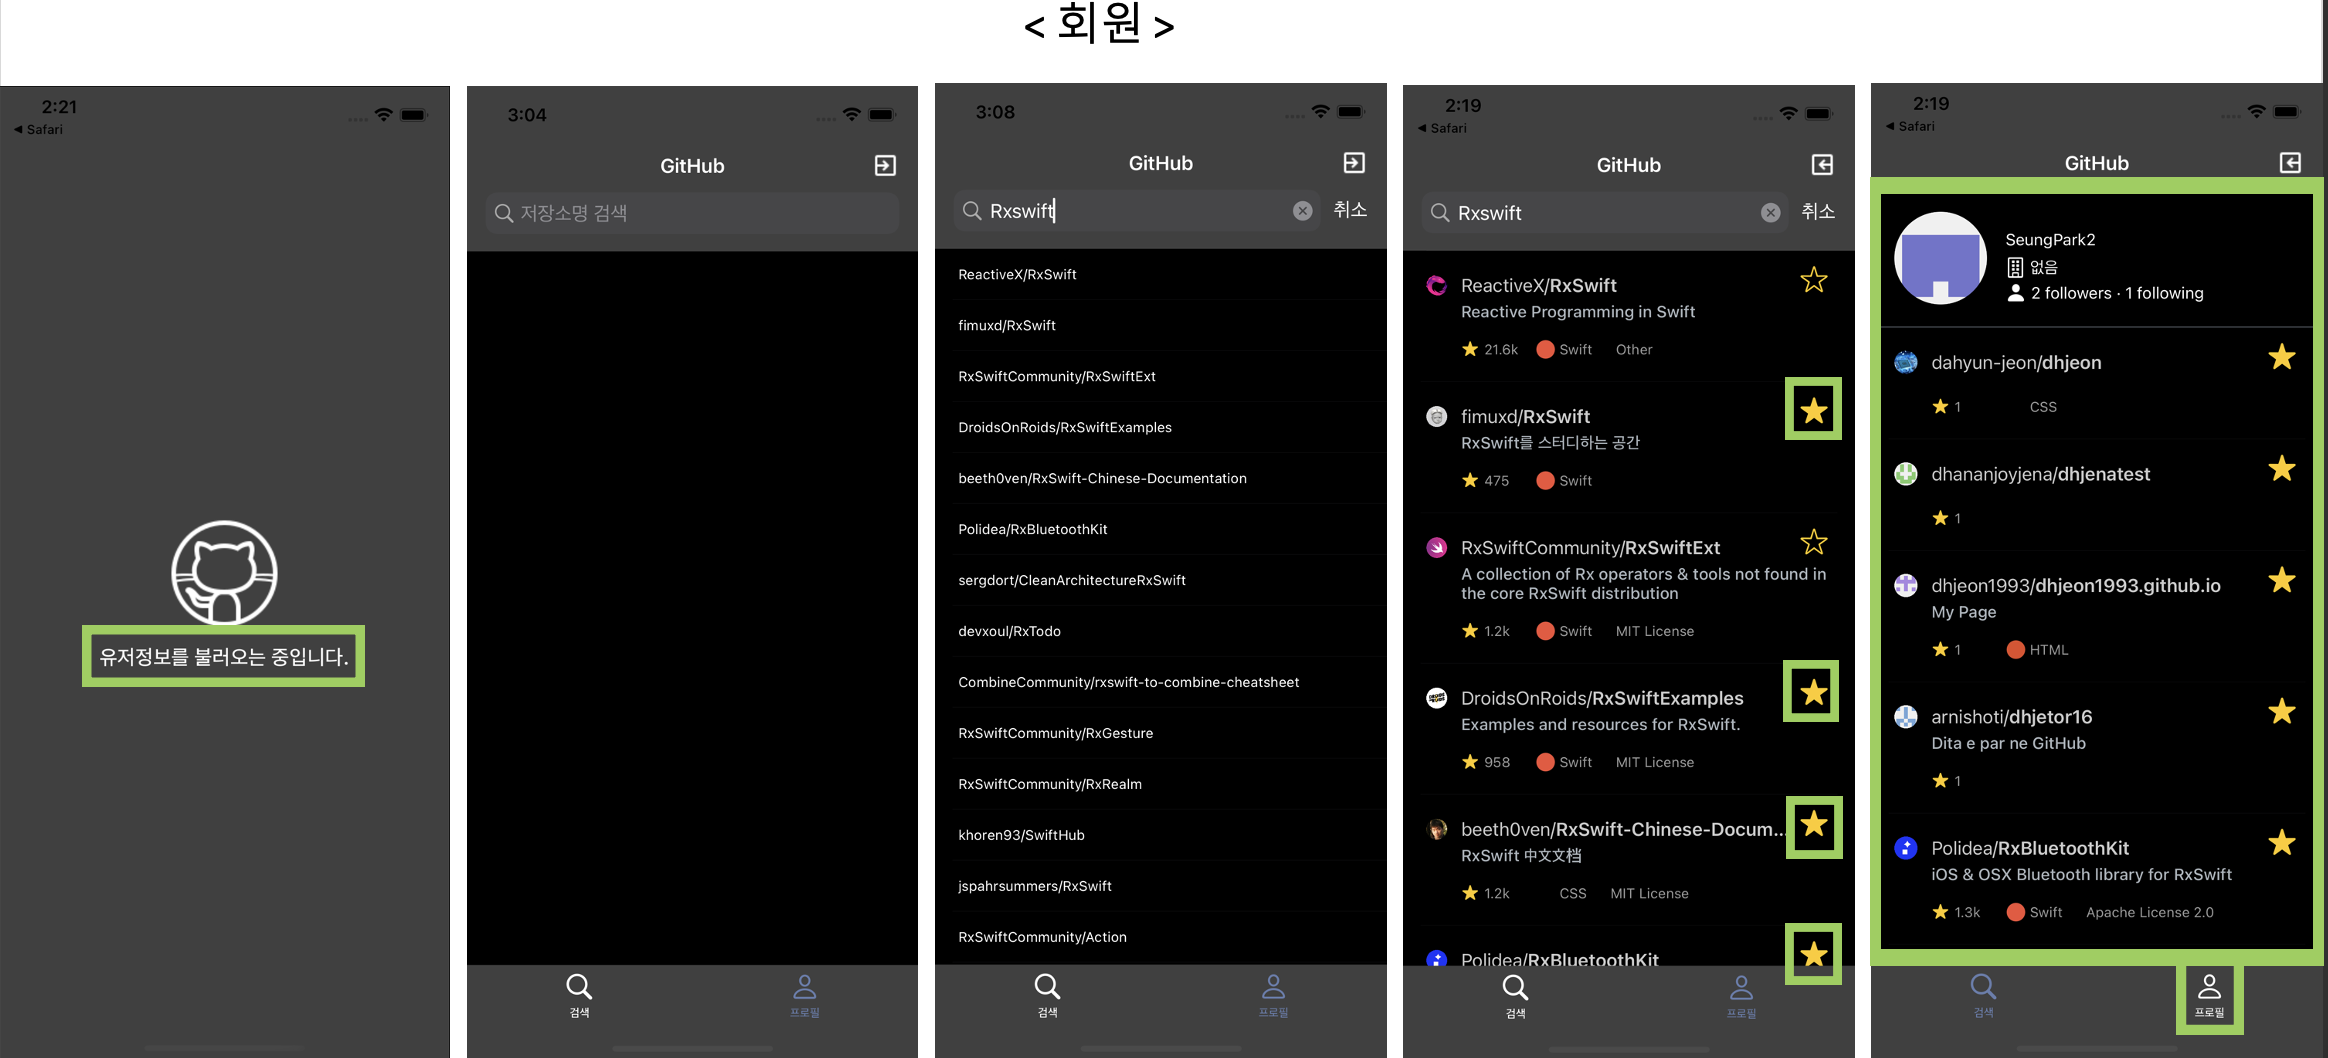 < 회원 >
2:21
◀ Safari
유저정보를 불러오는 중입니다.
3:04
GitHub
저장소명 검색
검색
프로필
3:08
GitHub
Rxswift
취소
ReactiveX/RxSwift
fimuxd/RxSwift
RxSwiftCommunity/RxSwiftExt
DroidsOnRoids/RxSwiftExamples
beeth0ven/RxSwift-Chinese-Documentation
Polidea/RxBluetoothKit
sergdort/CleanArchitectureRxSwift
devxoul/RxTodo
CombineCommunity/rxswift-to-combine-cheatsheet
RxSwiftCommunity/RxGesture
RxSwiftCommunity/RxRealm
khoren93/SwiftHub
jspahrsummers/RxSwift
RxSwiftCommunity/Action
검색
프로필
2:19
◀ Safari
GitHub
Rxswift
취소
ReactiveX/RxSwift
Reactive Programming in Swift
21.6k Swift Other
fimuxd/RxSwift
RxSwift를 스터디하는 공간
475 Swift
RxSwiftCommunity/RxSwiftExt
A collection of Rx operators & tools not found in
the core RxSwift distribution
1.2k Swift MIT License
DroidsOnRoids/RxSwiftExamples
Examples and resources for RxSwift.
958 Swift MIT License
beeth0ven/RxSwift-Chinese-Docum...
RxSwift 中文文档
1.2k CSS MIT License
Polidea/RxBluetoothKit
검색
프로필
2:19
◀ Safari
GitHub
SeungPark2
없음
2 followers · 1 following
dahyun-jeon/dhjeon
1 CSS
dhananjoyjena/dhjenatest
1
dhjeon1993/dhjeon1993.github.io
My Page
1 HTML
arnishoti/dhjetor16
Dita e par ne GitHub
1
Polidea/RxBluetoothKit
iOS & OSX Bluetooth library for RxSwift
1.3k Swift Apache License 2.0
검색
프로필